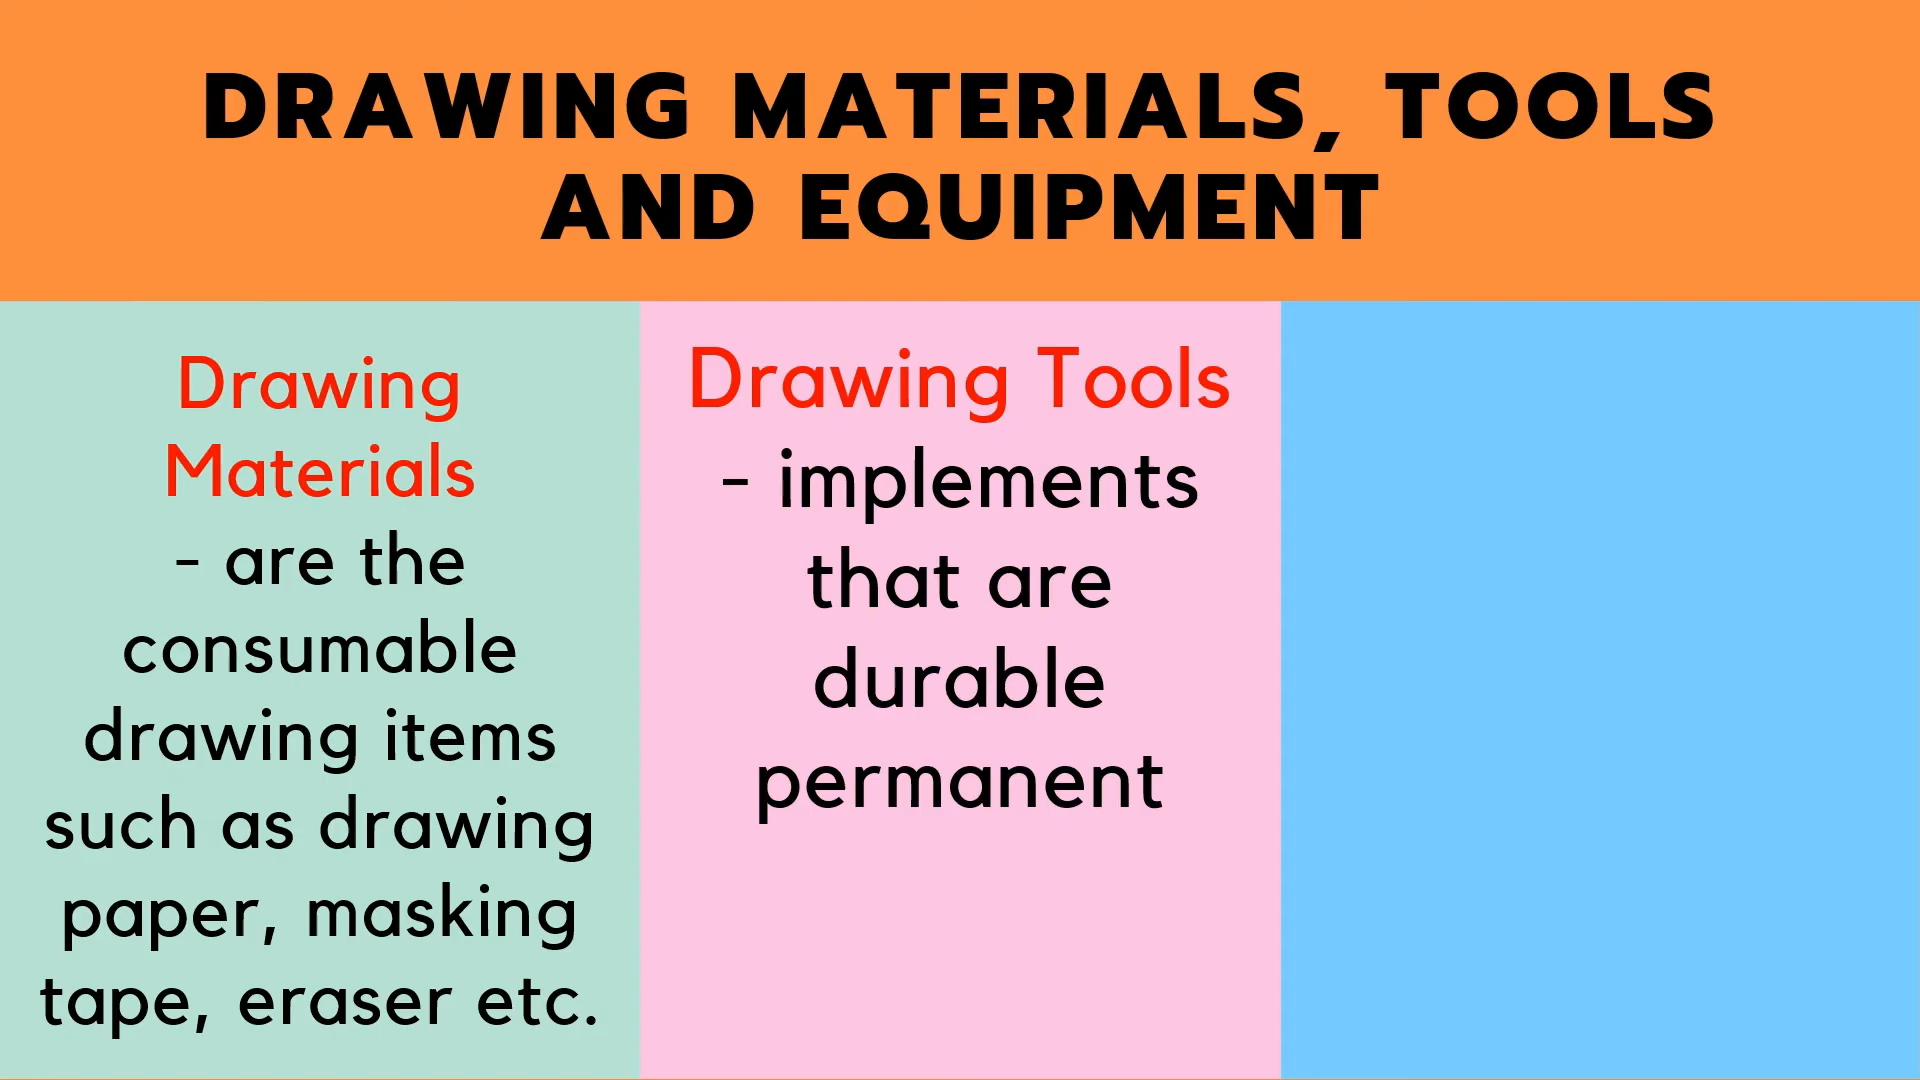 DRAWING MATERIALS, TOOLS
AND EQUIPMENT
Drawing
Materials
- are the
consumable
drawing items
such as drawing
paper, masking
tape, eraser etc.
Drawing Tools
- implements
that are
durable
permanent